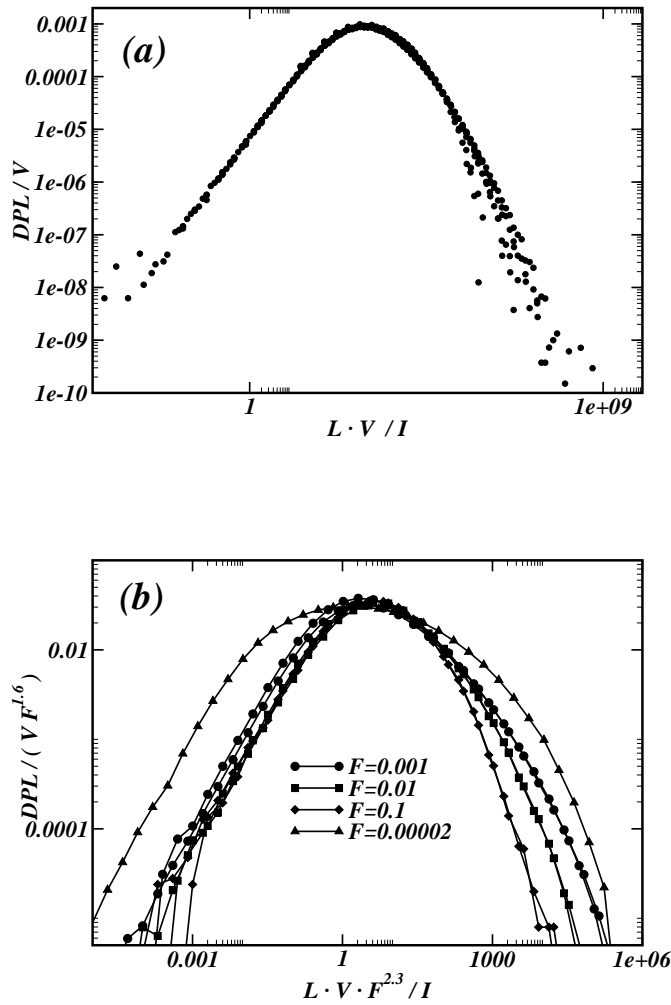 (a)
DPL / V
0.001
0.0001
1e-05
1e-06
1e-07
1e-08
1e-09
1e-10
1
1e+09
L · V / I
(b)
DPL / ( V F^{1.6} )
0.01
0.0001
F=0.001
F=0.01
F=0.1
F=0.00002
0.001
1
1000
1e+06
L · V · F^{2.3} / I